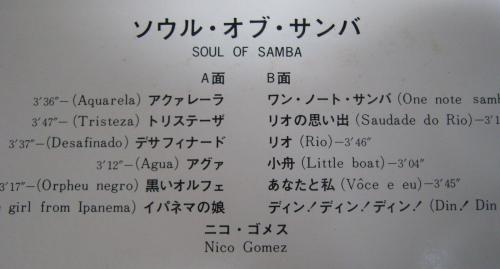 ソウル・オブ・サンバ
SOUL OF SAMBA
A面
3′36″−(Aquarela) アクァレーラ
3′47″−(Tristeza) トリステーザ
3′37″−(Desafinado) デサフィナード
3′12″−(Agua) アグァ
3′17″−(Orpheu negro) 黒いオルフェ
girl from Ipanema) イパネマの娘
B面
ワン・ノート・サンバ (One note
リオの思い出 (Saudade do Rio)−
リオ (Rio)−3′46″
小舟 (Little boat)−3′04″
あなたと私 (Vôce e eu)−3′45″
ディン！ディン！ディン！ (Din! Din
ニコ・ゴメス
Nico Gomez